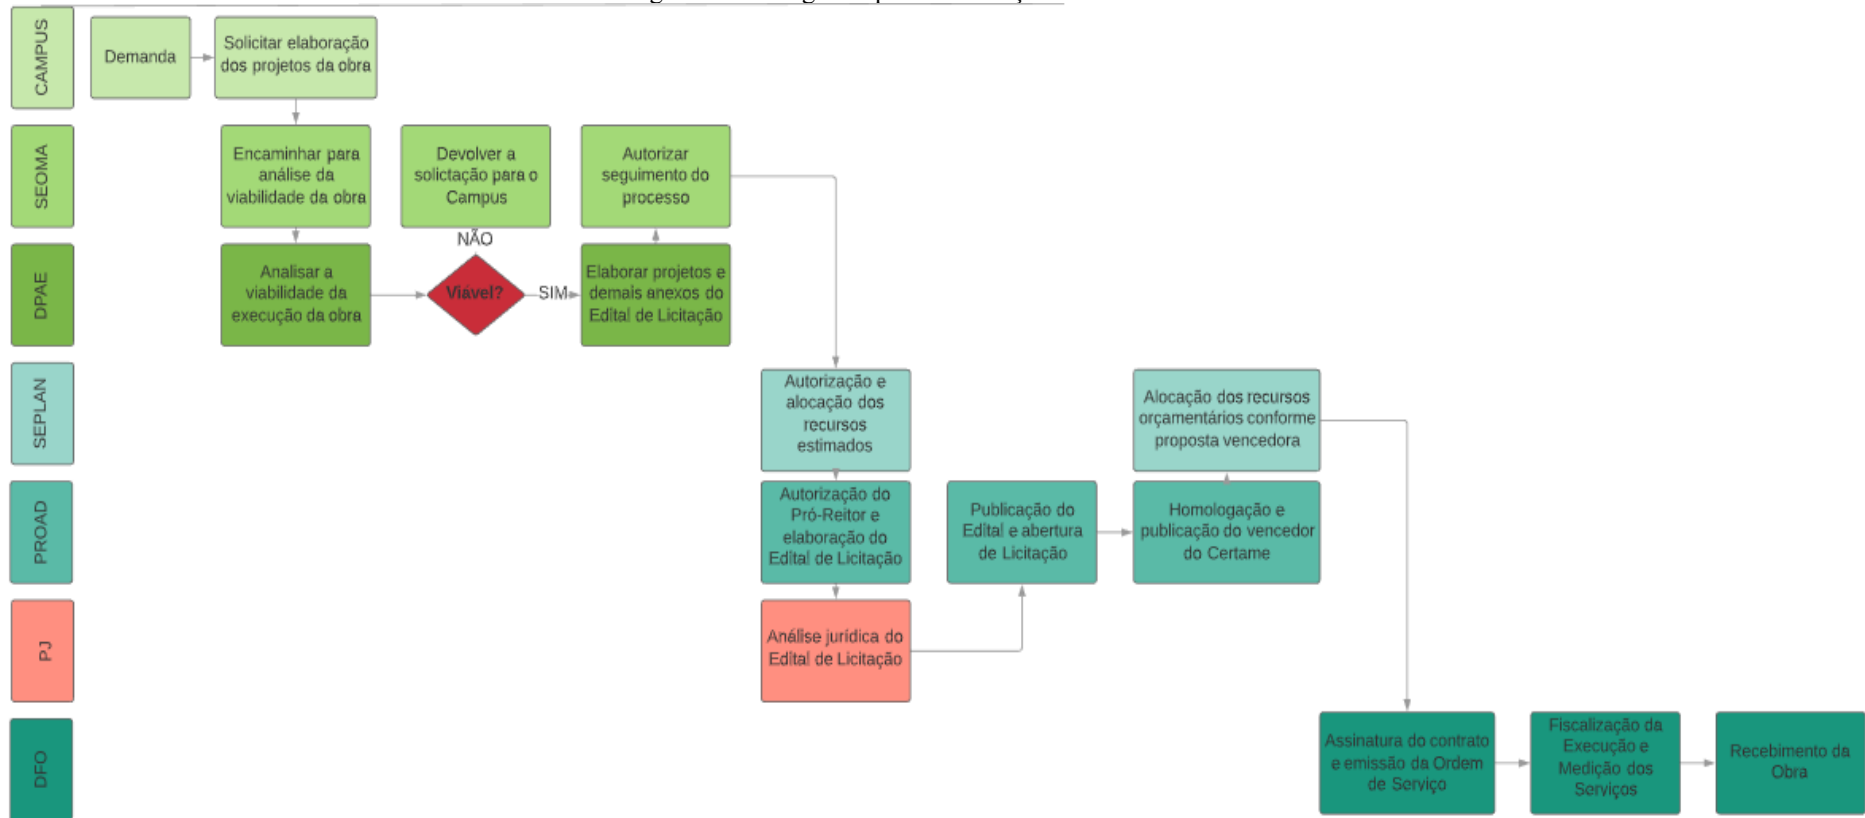 CAMPUS
Demanda
Solicitar elaboração
dos projetos da obra
SEOMA
Encaminhar para
análise da
viabilidade da obra
Devolver a
solictação para o
Campus
Autorizar
seguimento do
processo
NÃO
DPAE
Analisar a
viabilidade da
execução da obra
Viável?
SIM
Elaborar projetos e
demais anexos do
Edital de Licitação
SEPLAN
Autorização e
alocação dos
recursos
estimados
Alocação dos recursos
orçamentários conforme
proposta vencedora
PROAD
Autorização do
Pró-Reitor e
elaboração do
Edital de Licitação
Publicação do
Edital e abertura
de Licitação
Homologação e
publicação do vencedor
do Certame
PJ
Análise jurídica do
Edital de Licitação
DFO
Assinatura do contrato
e emissão da Ordem
de Serviço
Fiscalização da
Execução e
Medição dos
Serviços
Recebimento da
Obra